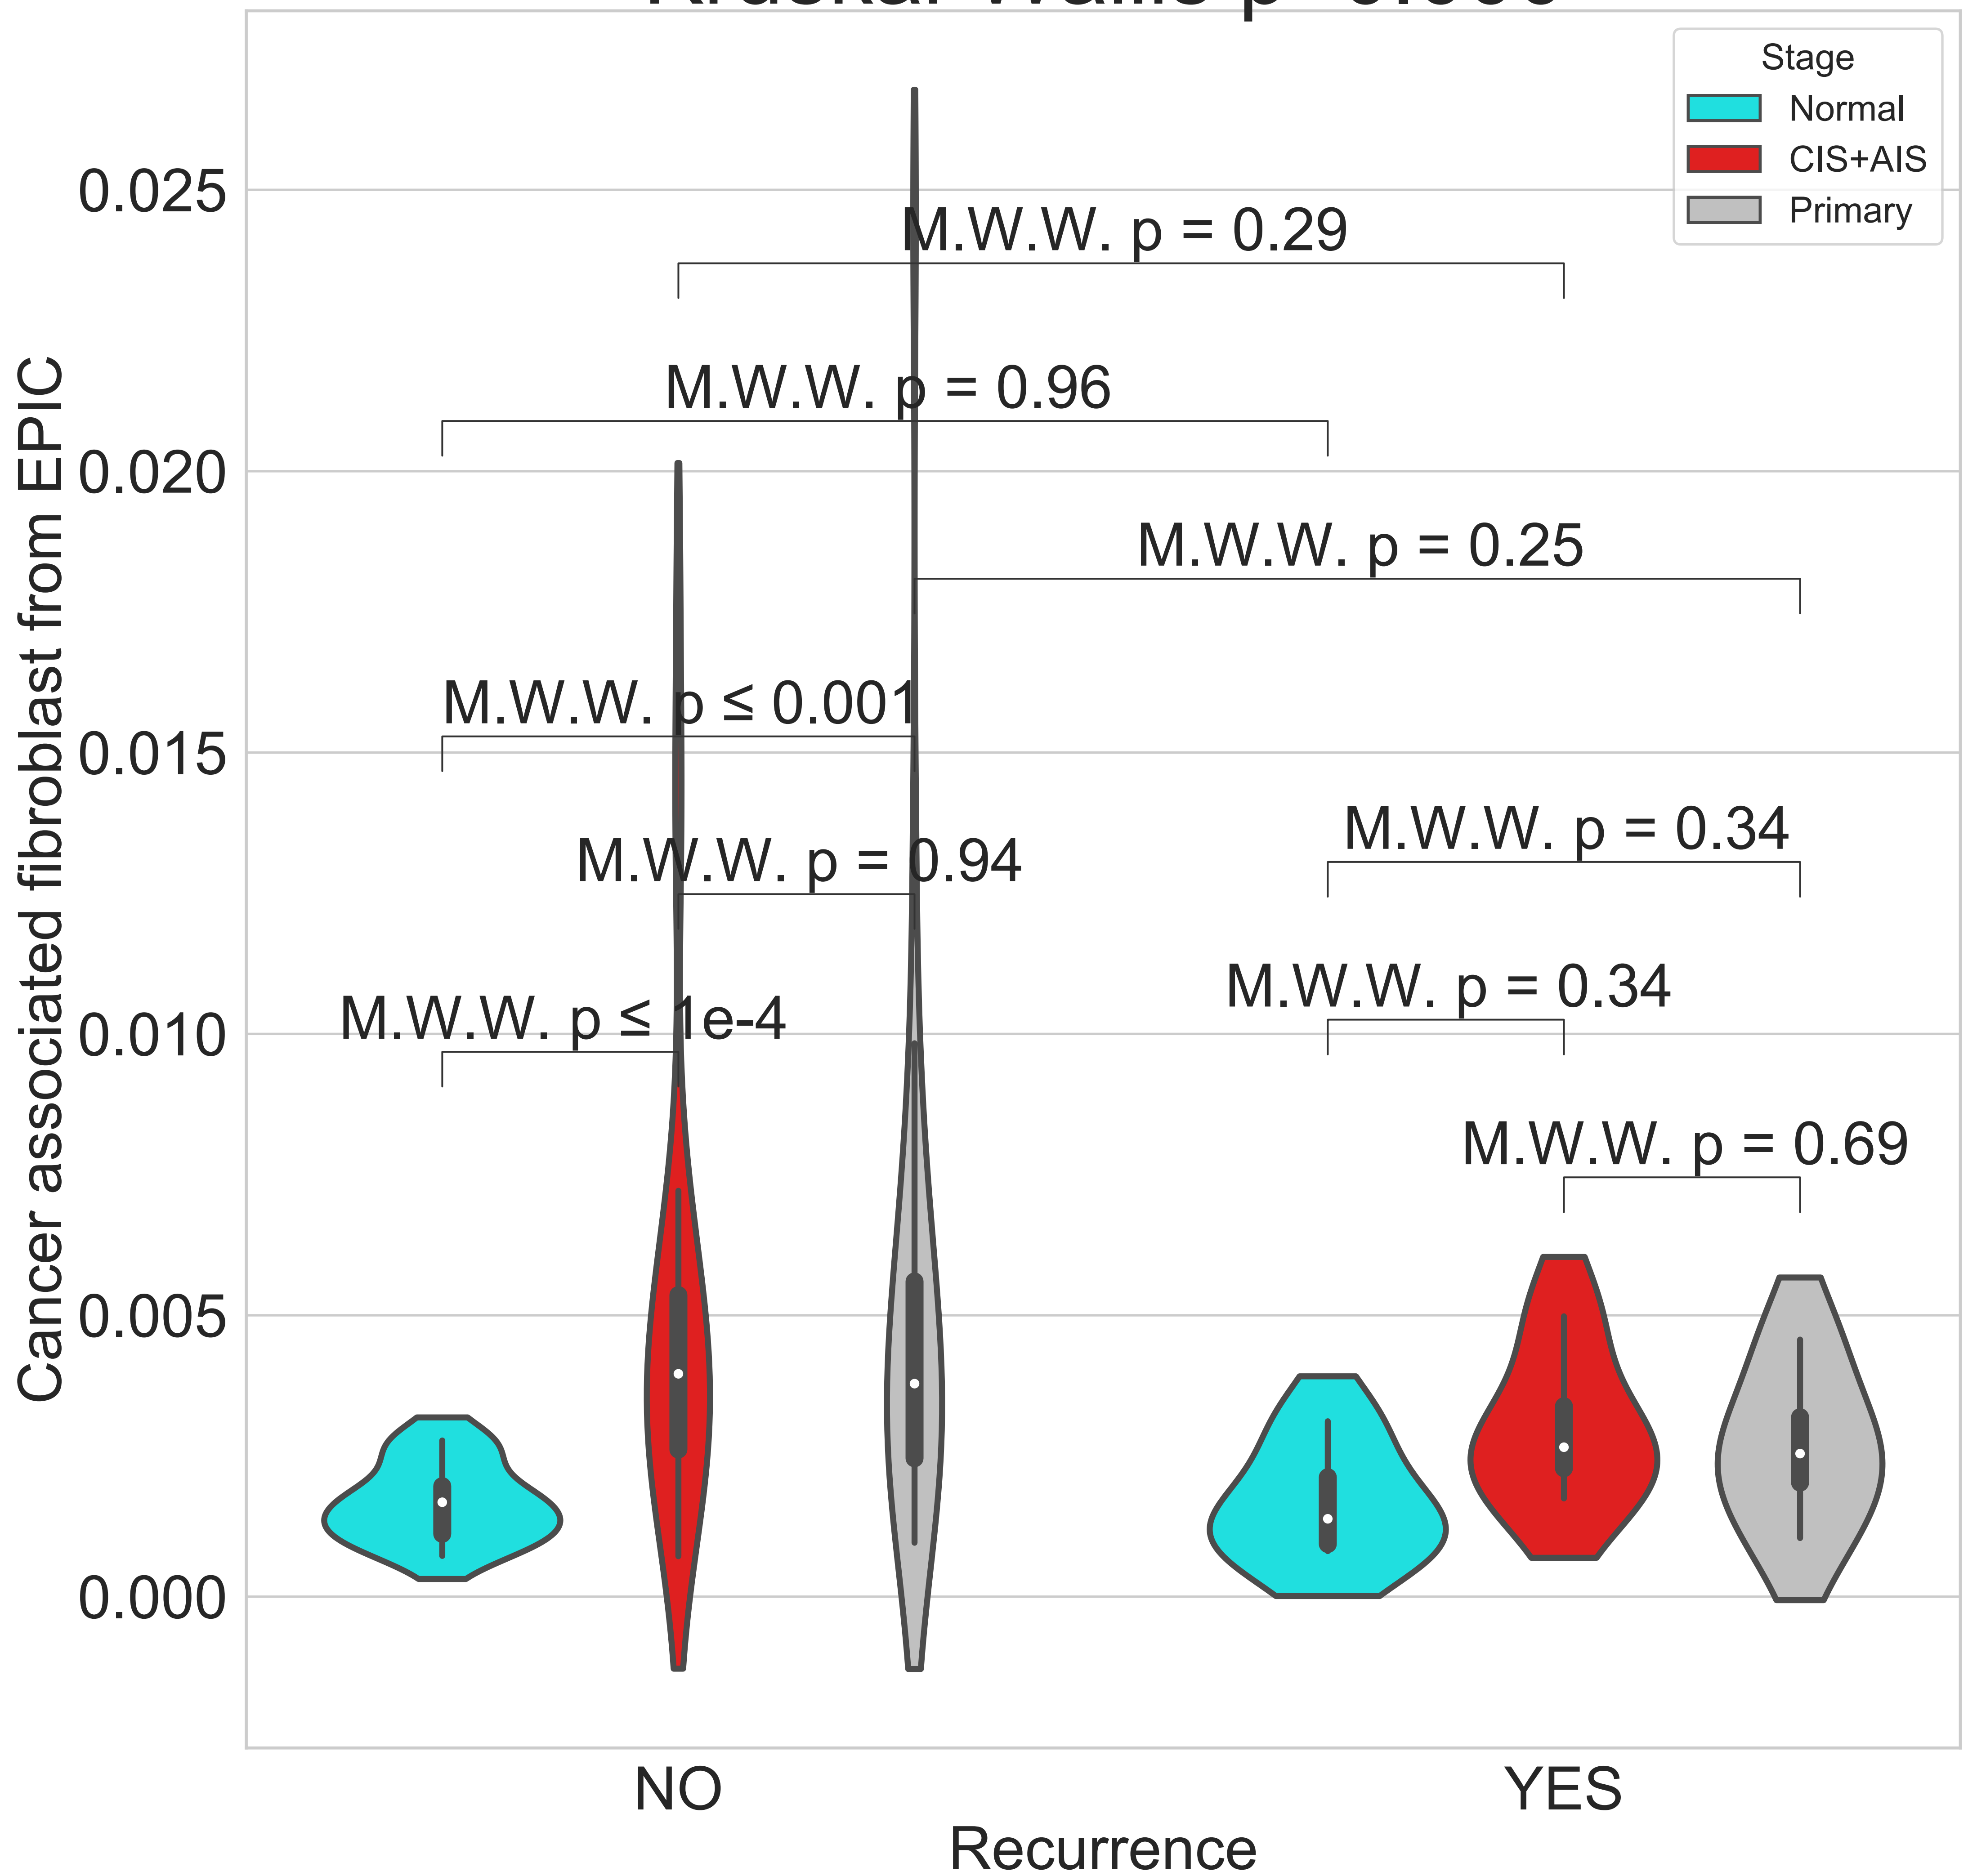 Stage
Normal
CIS+AIS
Primary
Cancer associated fibroblast from EPIC
0.025
0.020
0.015
0.010
0.005
0.000
M.W.W. p = 0.29
M.W.W. p = 0.96
M.W.W. p = 0.25
M.W.W. p ≤ 0.001
M.W.W. p = 0.34
M.W.W. p = 0.94
M.W.W. p = 0.34
M.W.W. p ≤ 1e-4
M.W.W. p = 0.69
NO
YES
Recurrence